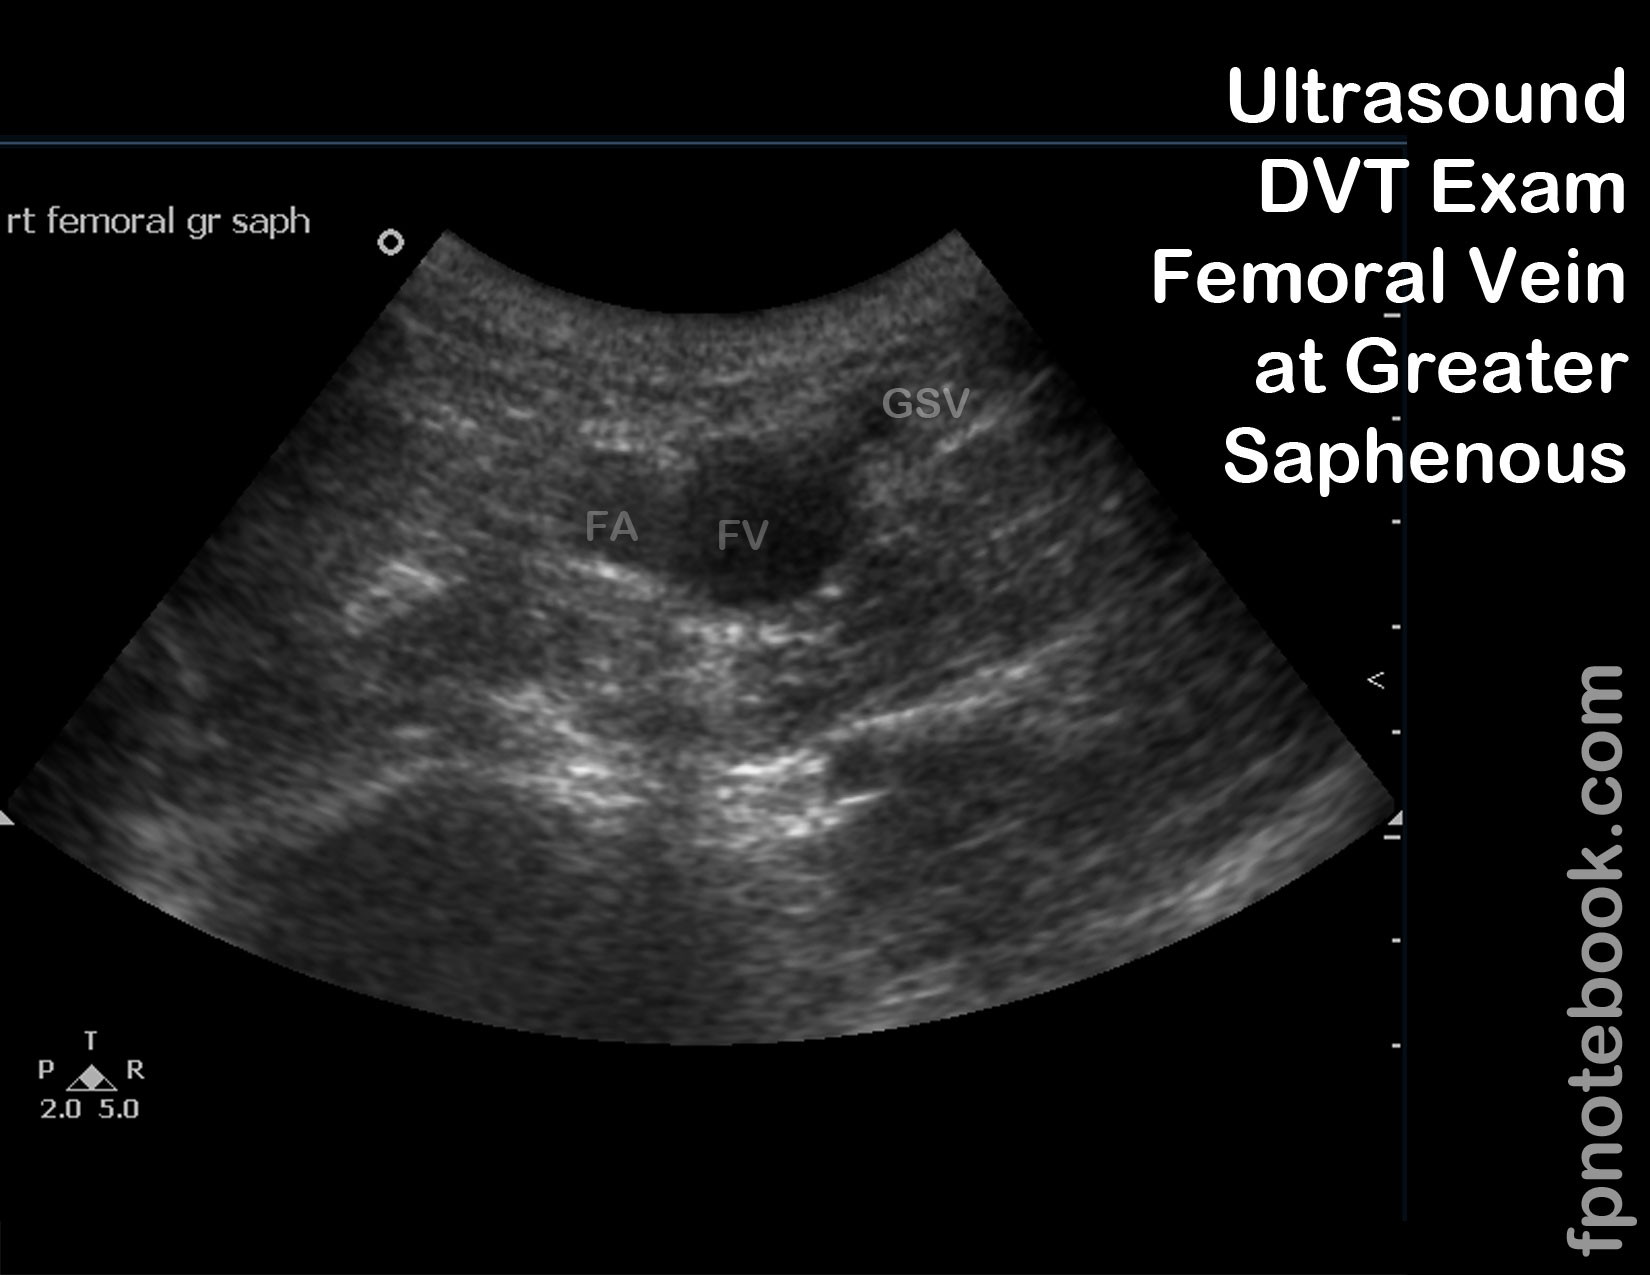 Ultrasound
DVT Exam
Femoral Vein
at Greater
Saphenous
rt femoral gr saph
GSV
FA
FV
<
T
P R
2.0 5.0
fpnotebook.com